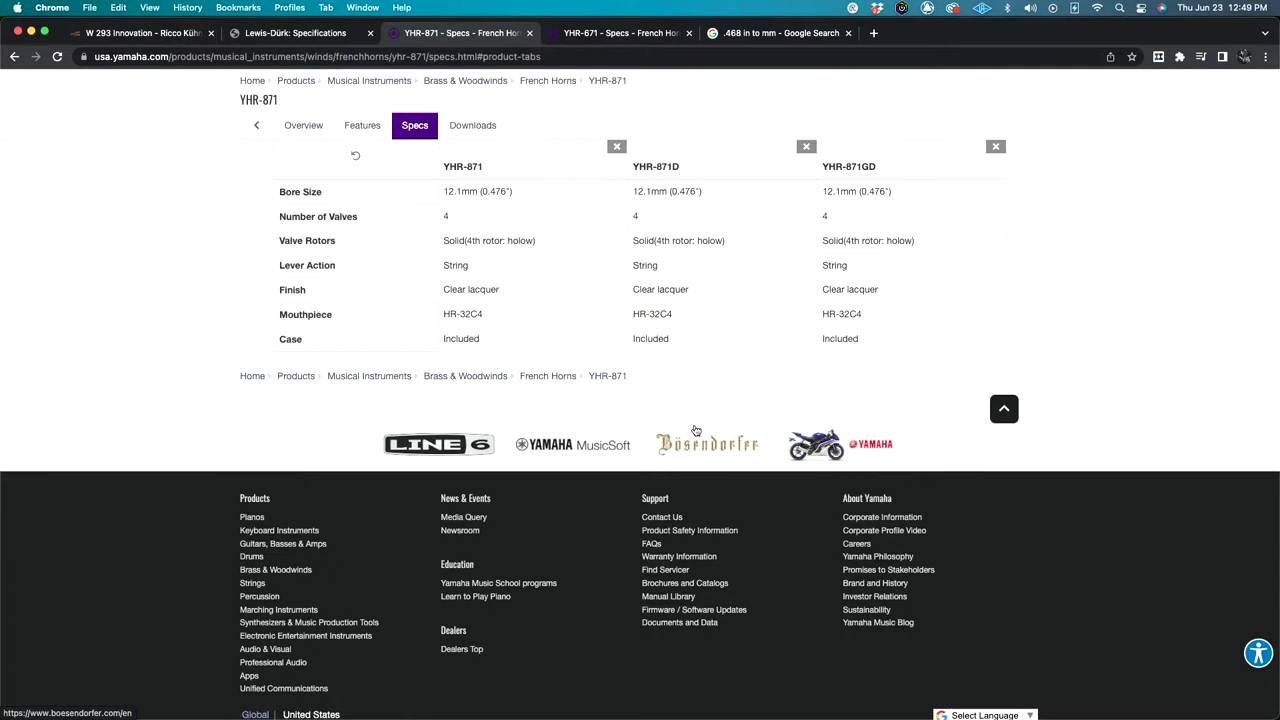 Chrome File Edit View History Bookmarks Profiles Tab Window Help Thu Jun 23 12:49 PM
W 293 Innovation - Ricco Kühn Lewis-Dürk: Specifications YHR-871 - Specs - French Hor YHR-671 - Specs - French Hor .468 in to mm - Google Search
usa.yamaha.com/products/musical_instruments/winds/frenchhorns/yhr-871/specs.html#product-tabs
Home Products Musical Instruments Brass & Woodwinds French Horns YHR-871
YHR-871
Overview Features Specs Downloads
YHR-871 YHR-871D YHR-871GD
Bore Size 12.1mm (0.476") 12.1mm (0.476") 12.1mm (0.476")
Number of Valves 4 4 4
Valve Rotors Solid(4th rotor: holow) Solid(4th rotor: holow) Solid(4th rotor: holow)
Lever Action String String String
Finish Clear lacquer Clear lacquer Clear lacquer
Mouthpiece HR-32C4 HR-32C4 HR-32C4
Case Included Included Included
Home Products Musical Instruments Brass & Woodwinds French Horns YHR-871
LINE 6 YAMAHA MusicSoft Bösendorfer YAMAHA
Products
Pianos
Keyboard Instruments
Guitars, Basses & Amps
Drums
Brass & Woodwinds
Strings
Percussion
Marching Instruments
Synthesizers & Music Production Tools
Electronic Entertainment Instruments
Audio & Visual
Professional Audio
Apps
Unified Communications
News & Events
Media Query
Newsroom
Education
Yamaha Music School programs
Learn to Play Piano
Dealers
Dealers Top
Support
Contact Us
Product Safety Information
FAQs
Warranty Information
Find Servicer
Brochures and Catalogs
Manual Library
Firmware / Software Updates
Documents and Data
About Yamaha
Corporate Information
Corporate Profile Video
Careers
Yamaha Philosophy
Promises to Stakeholders
Brand and History
Investor Relations
Sustainability
Yamaha Music Blog
https://www.boesendorfer.com/en
Global United States
Select Language